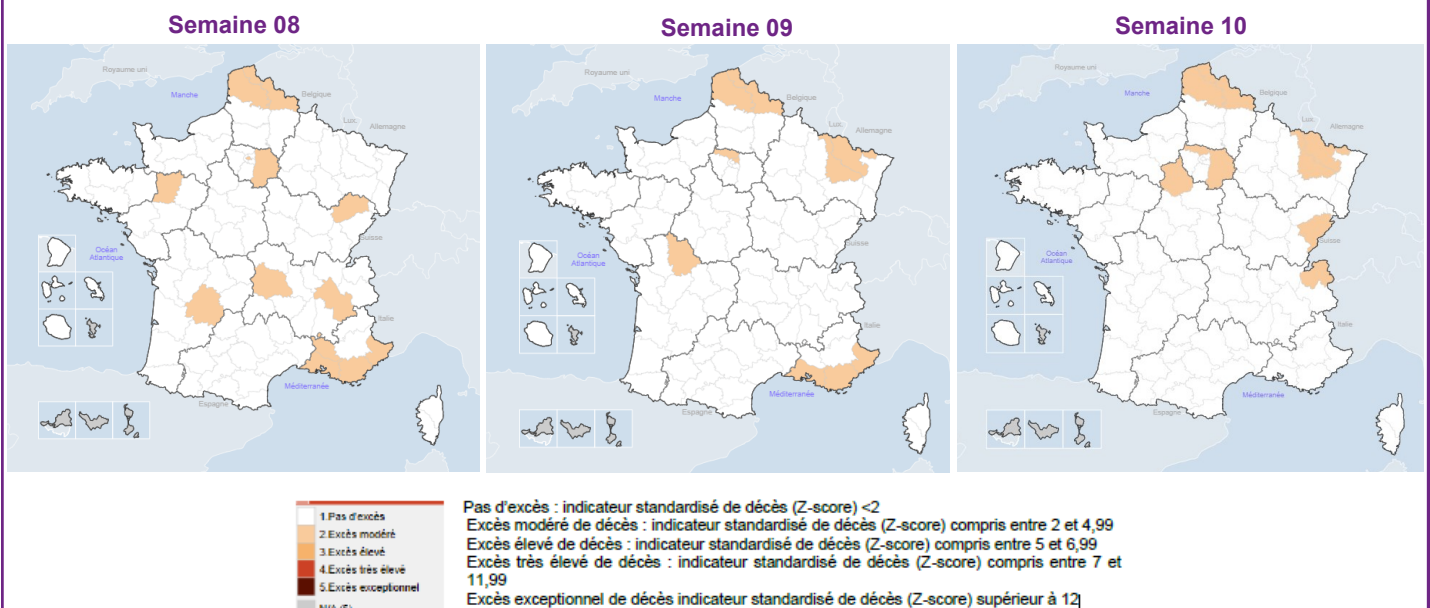 Semaine 08
Semaine 09
Semaine 10
Royaume uni
Manche
Belgique
Lux.
Allemagne
Suisse
Océan
Atlantique
Italie
Méditerranée
Espagne
Royaume uni
Manche
Belgique
Lux.
Allemagne
Suisse
Océan
Atlantique
Italie
Méditerranée
Espagne
Royaume uni
Manche
Belgique
Lux.
Allemagne
Suisse
Océan
Atlantique
Italie
Méditerranée
Espagne
1.Pas d'excès
2.Excès modéré
3.Excès élevé
4.Excès très élevé
5.Excès exceptionnel
N/A (5)
Pas d'excès : indicateur standardisé de décès (Z-score) <2
Excès modéré de décès : indicateur standardisé de décès (Z-score) compris entre 2 et 4,99
Excès élevé de décès : indicateur standardisé de décès (Z-score) compris entre 5 et 6,99
Excès très élevé de décès : indicateur standardisé de décès (Z-score) compris entre 7 et
11,99
Excès exceptionnel de décès indicateur standardisé de décès (Z-score) supérieur à 12